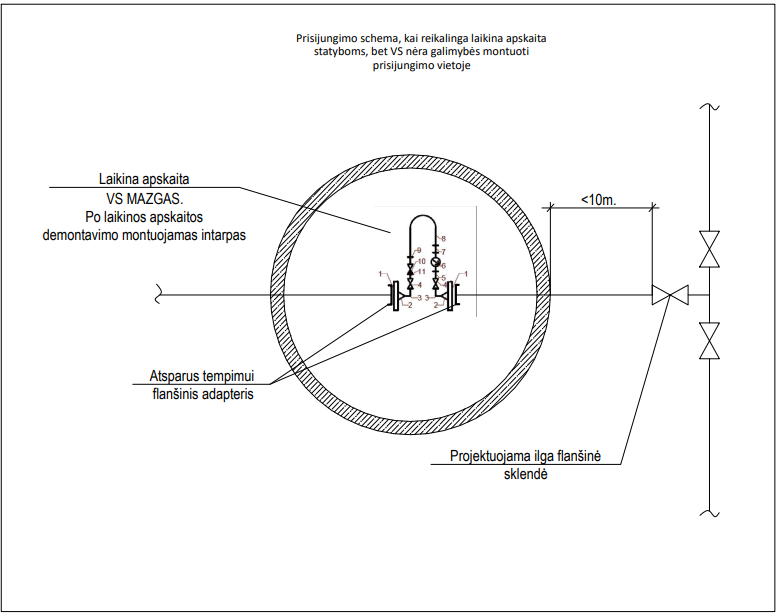 Prisijungimo schema, kai reikalinga laikina apskaita
statyboms, bet VS nėra galimybės montuoti
prisijungimo vietoje
Laikina apskaita
VS MAZGAS.
Po laikinos apskaitos
demontavimo montuojamas intarpas
<10m.
8
9
7
10
6
11
5
1
4
4
1
3
3
2
2
Atsparus tempimui
flanšinis adapteris
Projektuojama ilga flanšinė
sklendė